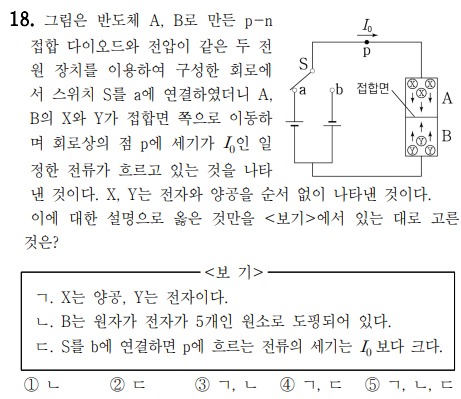 18. 그림은 반도체 A, B로 만든 p-n
접합 다이오드와 전압이 같은 두 전
원 장치를 이용하여 구성한 회로에
서 스위치 S를 a에 연결하였더니 A,
B의 X와 Y가 접합면 쪽으로 이동하
며 회로상의 점 p에 세기가 I₀인 일
정한 전류가 흐르고 있는 것을 나타
낸 것이다. X, Y는 전자와 양공을 순서 없이 나타낸 것이다.
I₀
p
S
a
b
접합면
X X
X
A
B
Y
Y Y
이에 대한 설명으로 옳은 것만을 <보기>에서 있는 대로 고른
것은?
<보 기>
ㄱ. X는 양공, Y는 전자이다.
ㄴ. B는 원자가 전자가 5개인 원소로 도핑되어 있다.
ㄷ. S를 b에 연결하면 p에 흐르는 전류의 세기는 I₀보다 크다.
① ㄴ ② ㄷ ③ ㄱ, ㄴ ④ ㄱ, ㄷ ⑤ ㄱ, ㄴ, ㄷ